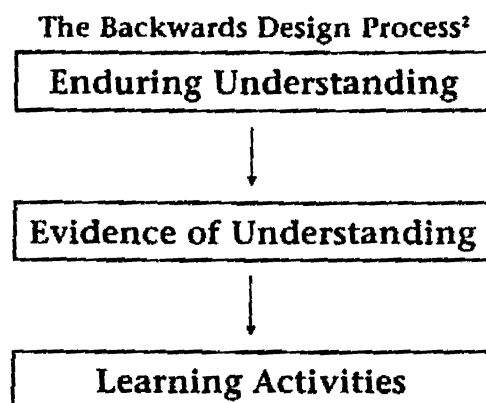 The Backwards Design Process²
Enduring Understanding
Evidence of Understanding
Learning Activities